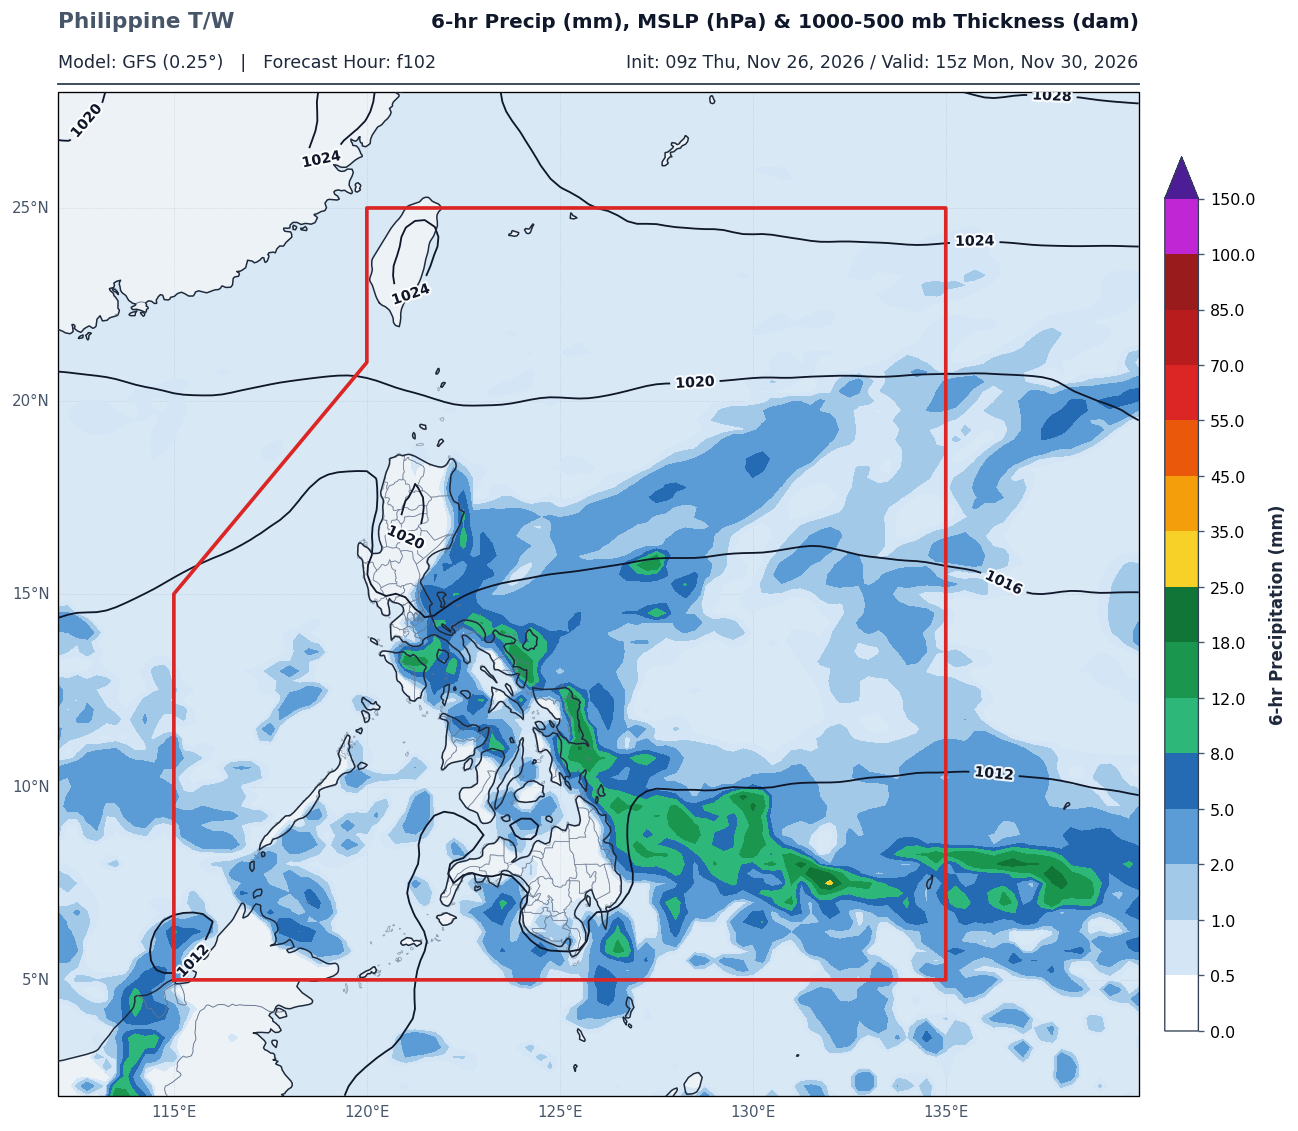 Philippine T/W
6-hr Precip (mm), MSLP (hPa) & 1000-500 mb Thickness (dam)
Model: GFS (0.25°) | Forecast Hour: f102
Init: 09z Thu, Nov 26, 2026 / Valid: 15z Mon, Nov 30, 2026
1020
1024
1028
1024
1024
1020
1020
1016
1012
1012
25°N
20°N
15°N
10°N
5°N
115°E
120°E
125°E
130°E
135°E
150.0
100.0
85.0
70.0
55.0
45.0
35.0
25.0
18.0
12.0
8.0
5.0
2.0
1.0
0.5
0.0
6-hr Precipitation (mm)